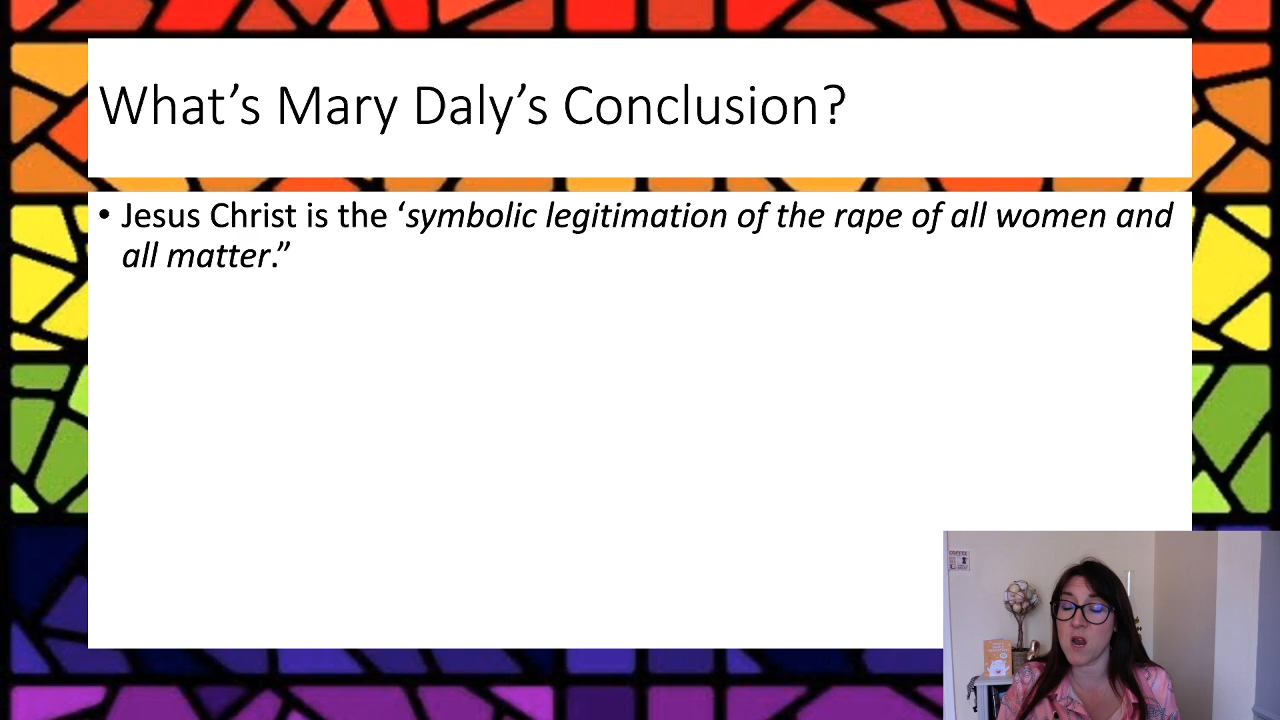 What’s Mary Daly’s Conclusion?
• Jesus Christ is the ‘symbolic legitimation of the rape of all women and
all matter.”